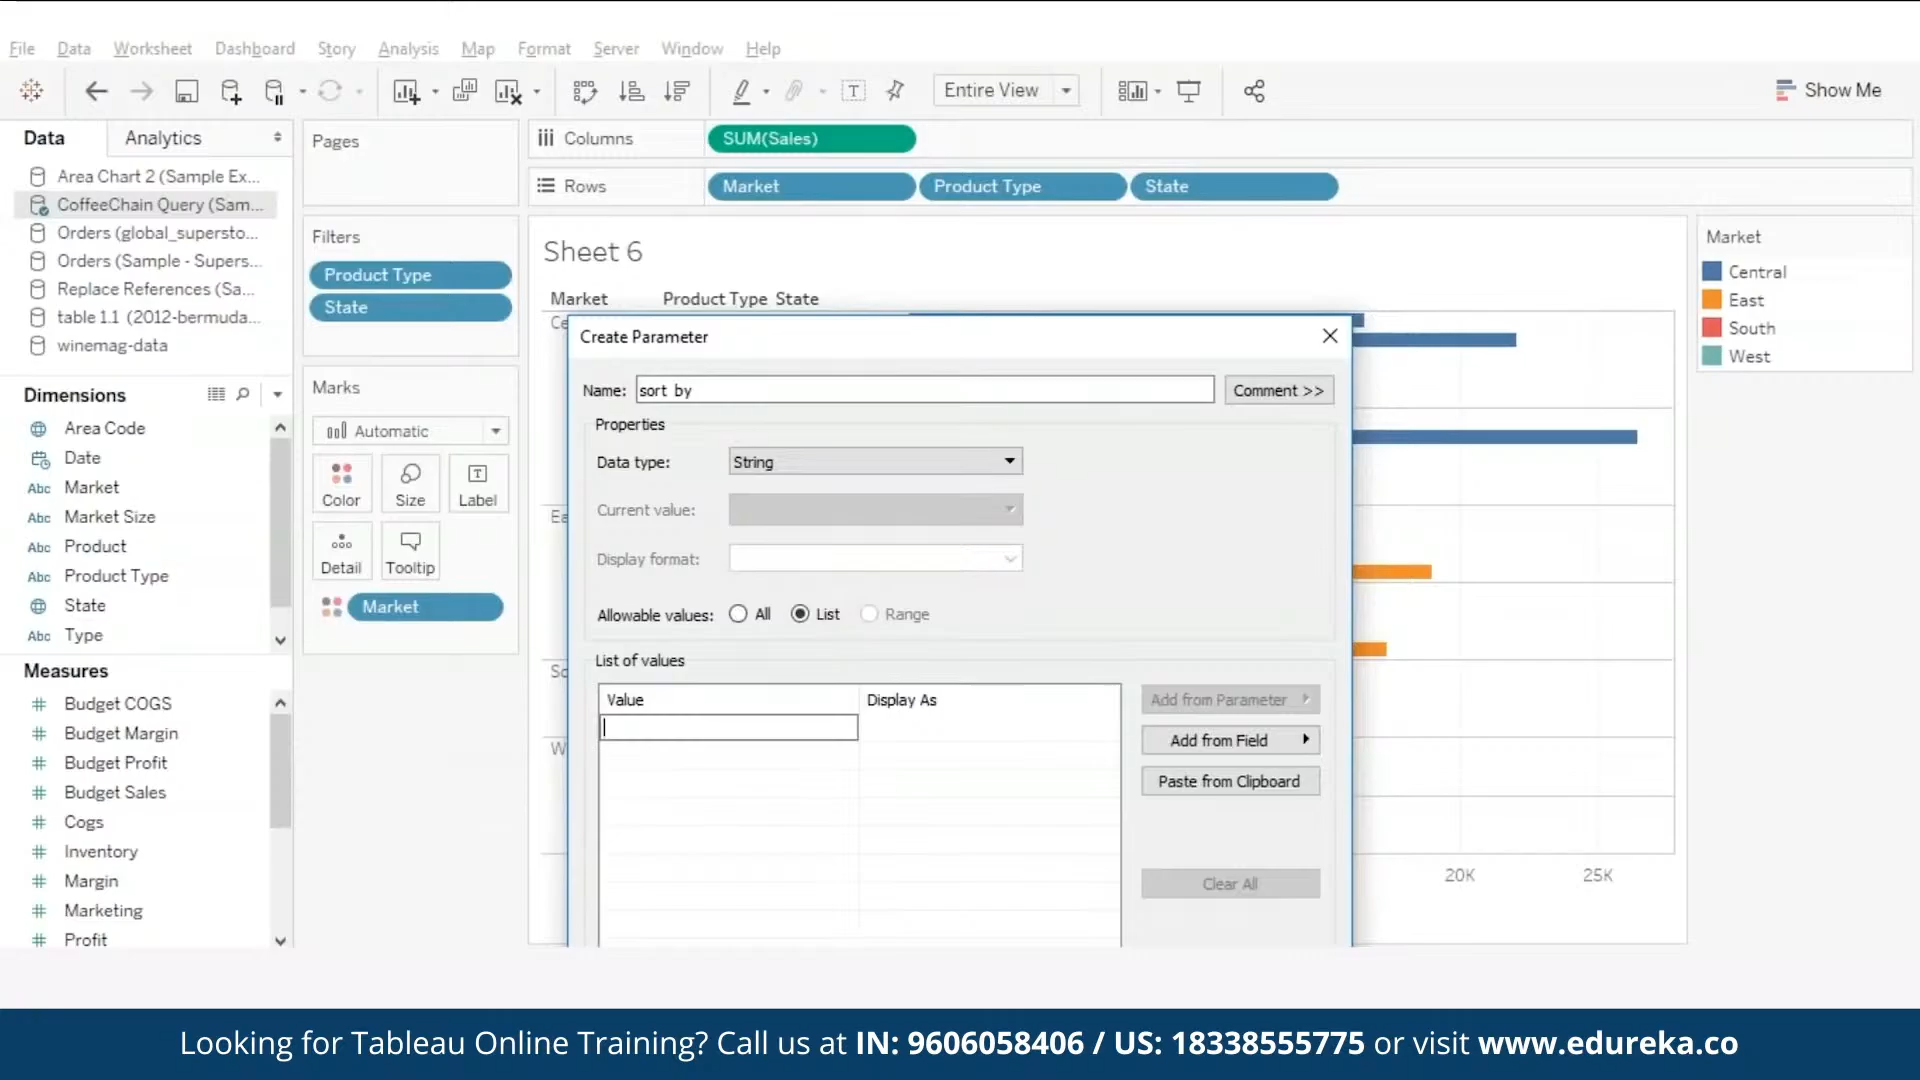 File Data Worksheet Dashboard Story Analysis Map Format Server Window Help
Entire View
Show Me
Data Analytics
Area Chart 2 (Sample Ex...
CoffeeChain Query (Sam...
Orders (global_supersto...
Orders (Sample - Supers...
Replace References (Sa...
table 1.1 (2012-bermuda...
winemag-data
Dimensions
Area Code
Date
Abc Market
Abc Market Size
Abc Product
Abc Product Type
State
Abc Type
Measures
Budget COGS
Budget Margin
Budget Profit
Budget Sales
Cogs
Inventory
Margin
Marketing
Profit
Pages
Filters
Product Type
State
Marks
Automatic
Color Size Label
Detail Tooltip
Market
Columns SUM(Sales)
Rows Market Product Type State
Sheet 6
Market Product Type State
Ce
Ea
So
W
20K 25K
Create Parameter
Name: sort by Comment >>
Properties
Data type: String
Current value:
Display format:
Allowable values: All List Range
List of values
Value Display As
Add from Parameter
Add from Field
Paste from Clipboard
Clear All
Market
Central
East
South
West
Looking for Tableau Online Training? Call us at IN: 9606058406 / US: 18338555775 or visit www.edureka.co